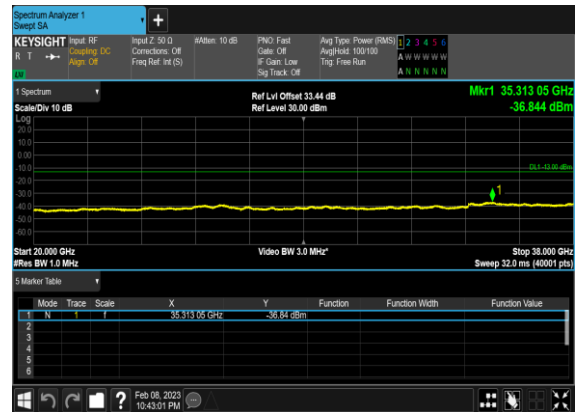 Spectrum Analyzer 1
Swept SA
+
KEYSIGHT Input: RF Input Z: 50 Ω #Atten: 10 dB PNO: Fast Avg Type: Power (RMS) 1 2 3 4 5 6
R T Coupling: DC Corrections: Off Gate: Off Avg|Hold: 100/100 A W W W W W
Align: Off Freq Ref: Int (S) IF Gain: Low Trig: Free Run
Sig Track: Off A N N N N N
1 Spectrum Ref Lvl Offset 33.44 dB Mkr1 35.313 05 GHz
Scale/Div 10 dB Ref Level 30.00 dBm -36.844 dBm
Log
20.0
10.0
0.00
-10.0
DL1 -13.00 dBm
-20.0
-30.0
1
-40.0
-50.0
-60.0
Start 20.000 GHz Video BW 3.0 MHz* Stop 38.000 GHz
#Res BW 1.0 MHz Sweep 32.0 ms (40001 pts)
5 Marker Table
Mode Trace Scale X Y Function Function Width Function Value
1 N 1 f 35.313 05 GHz -36.84 dBm
2
3
4
5
6
? Feb 08, 2023
10:43:01 PM